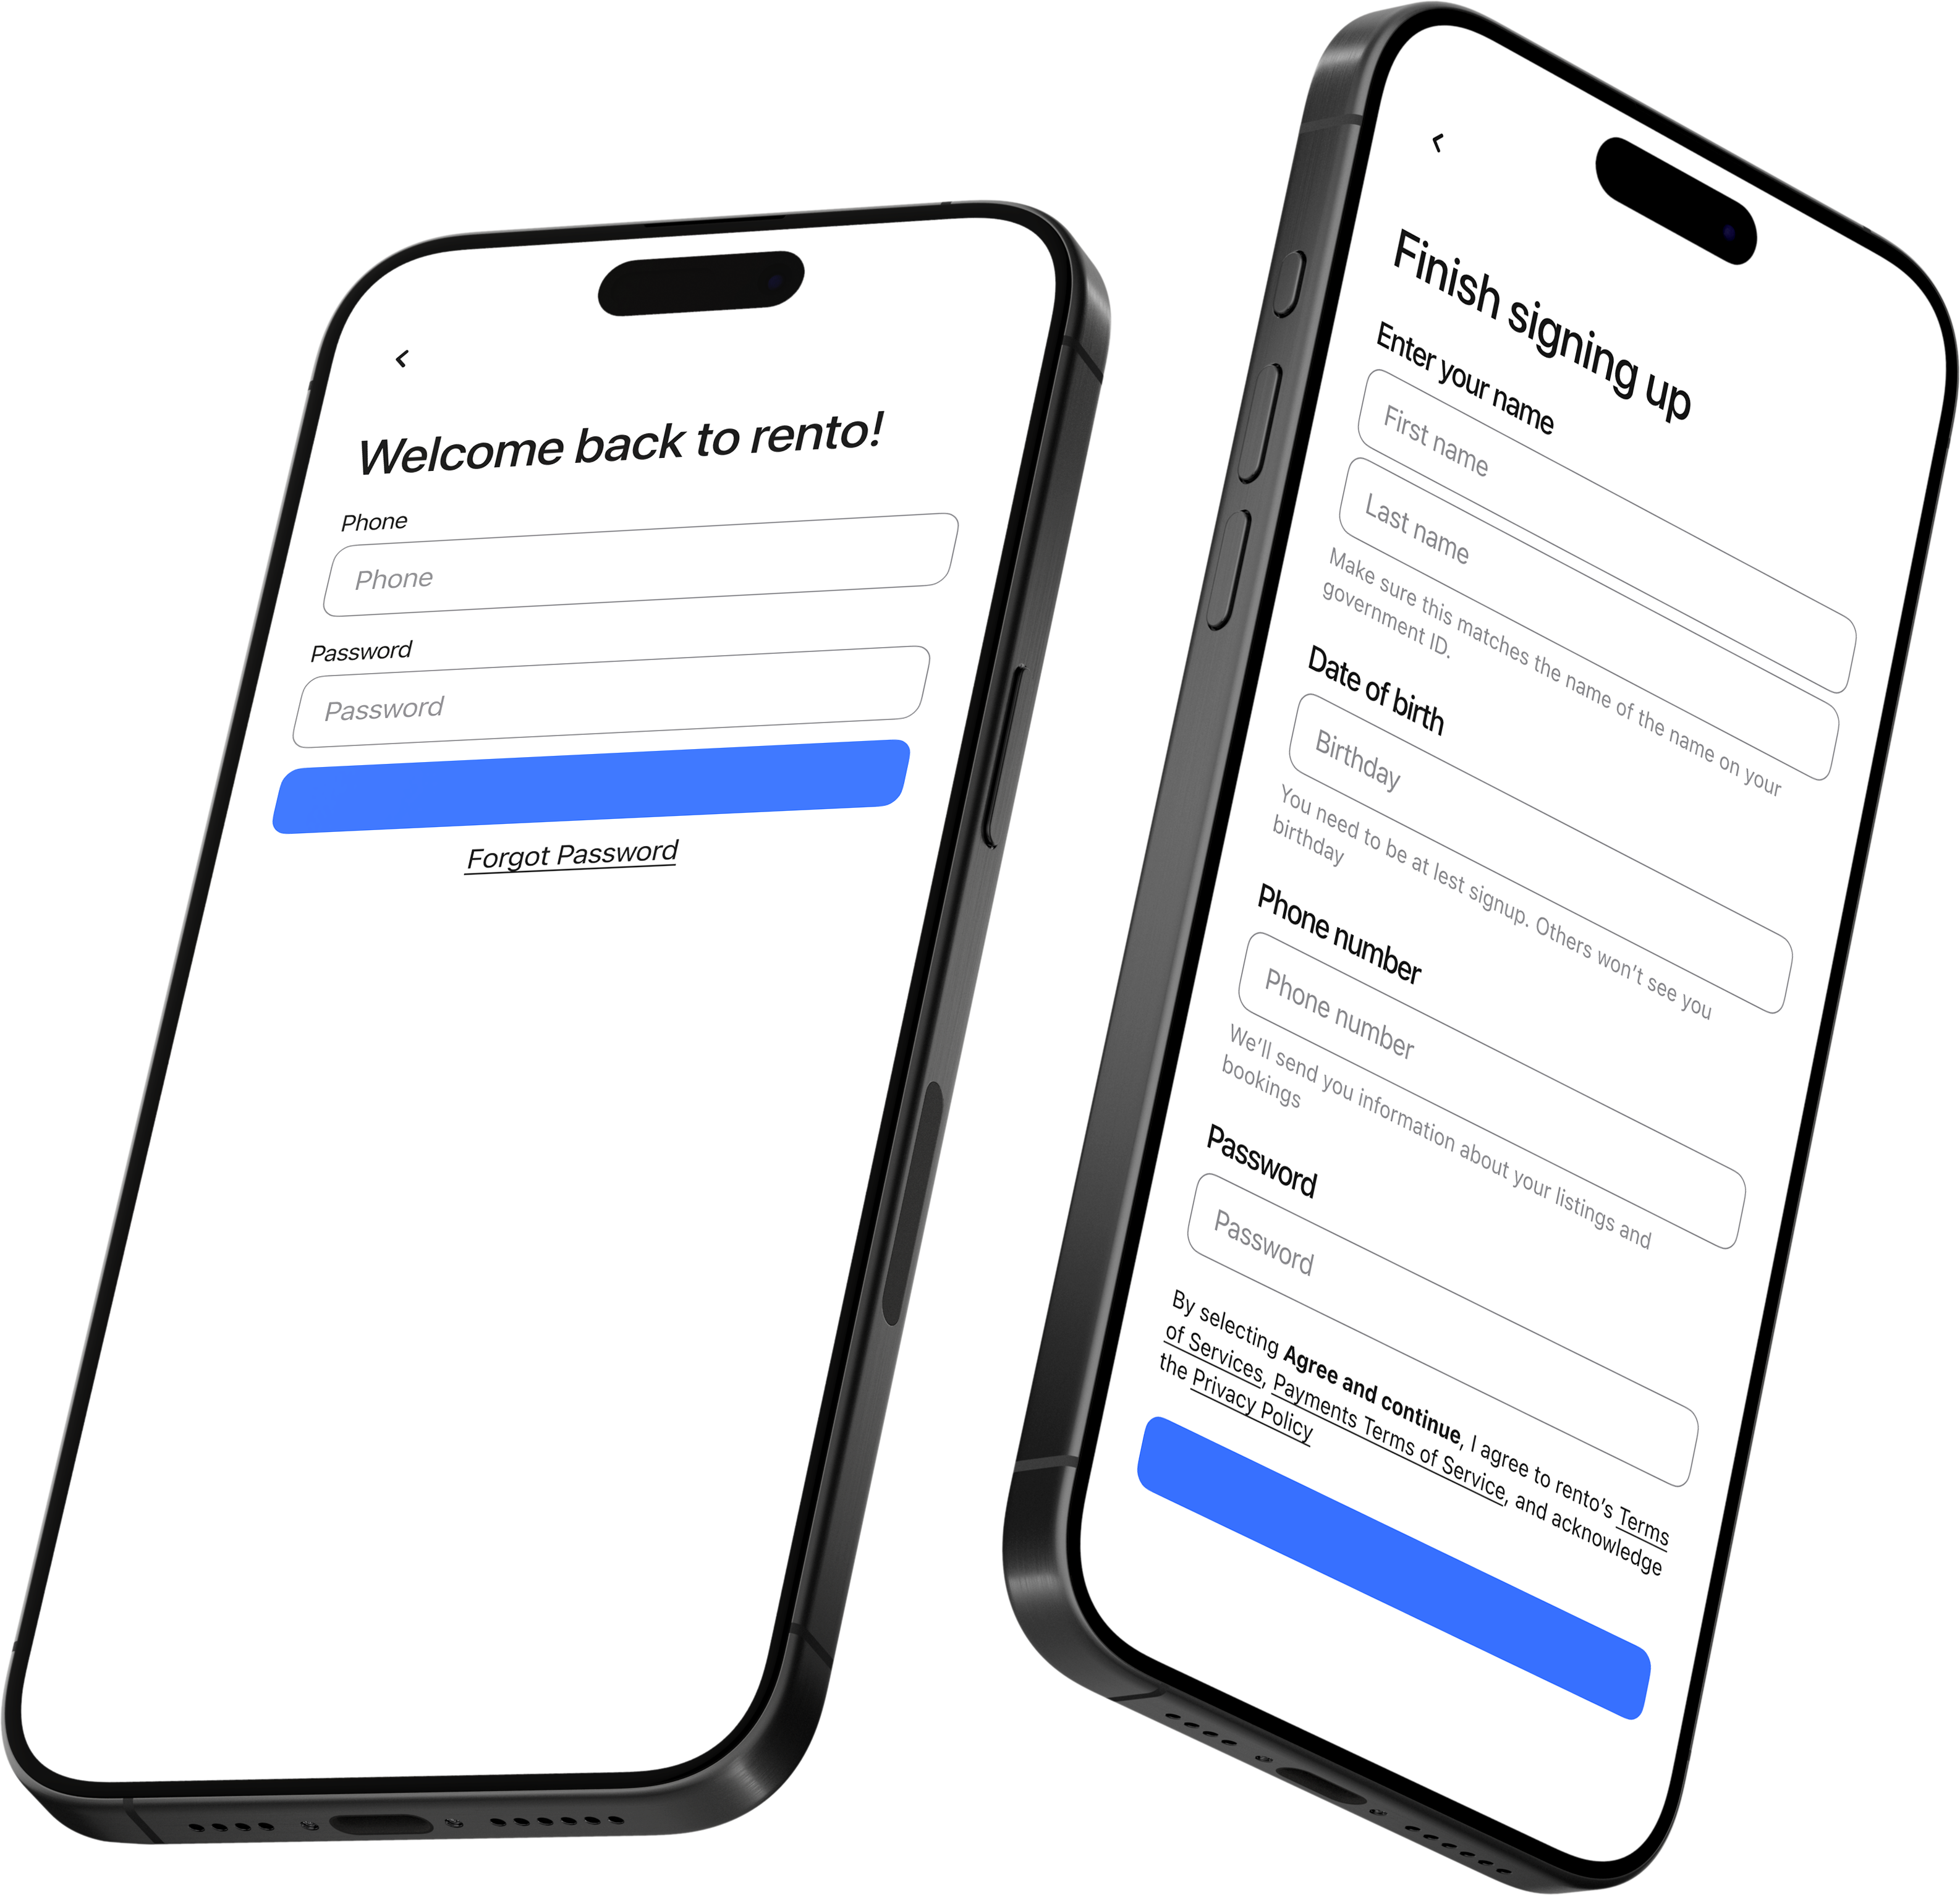 Welcome back to rento!
Phone
Phone
Password
Password
Forgot Password
Finish signing up
Enter your name
First name
Last name
Make sure this matches the name of the name on your
government ID.
Date of birth
Birthday
You need to be at lest signup. Others won't see you
birthday
Phone number
Phone number
We'll send you information about your listings and
bookings
Password
Password
By selecting Agree and continue, I agree to rento's Terms
of Services, Payments Terms of Service, and acknowledge
the Privacy Policy